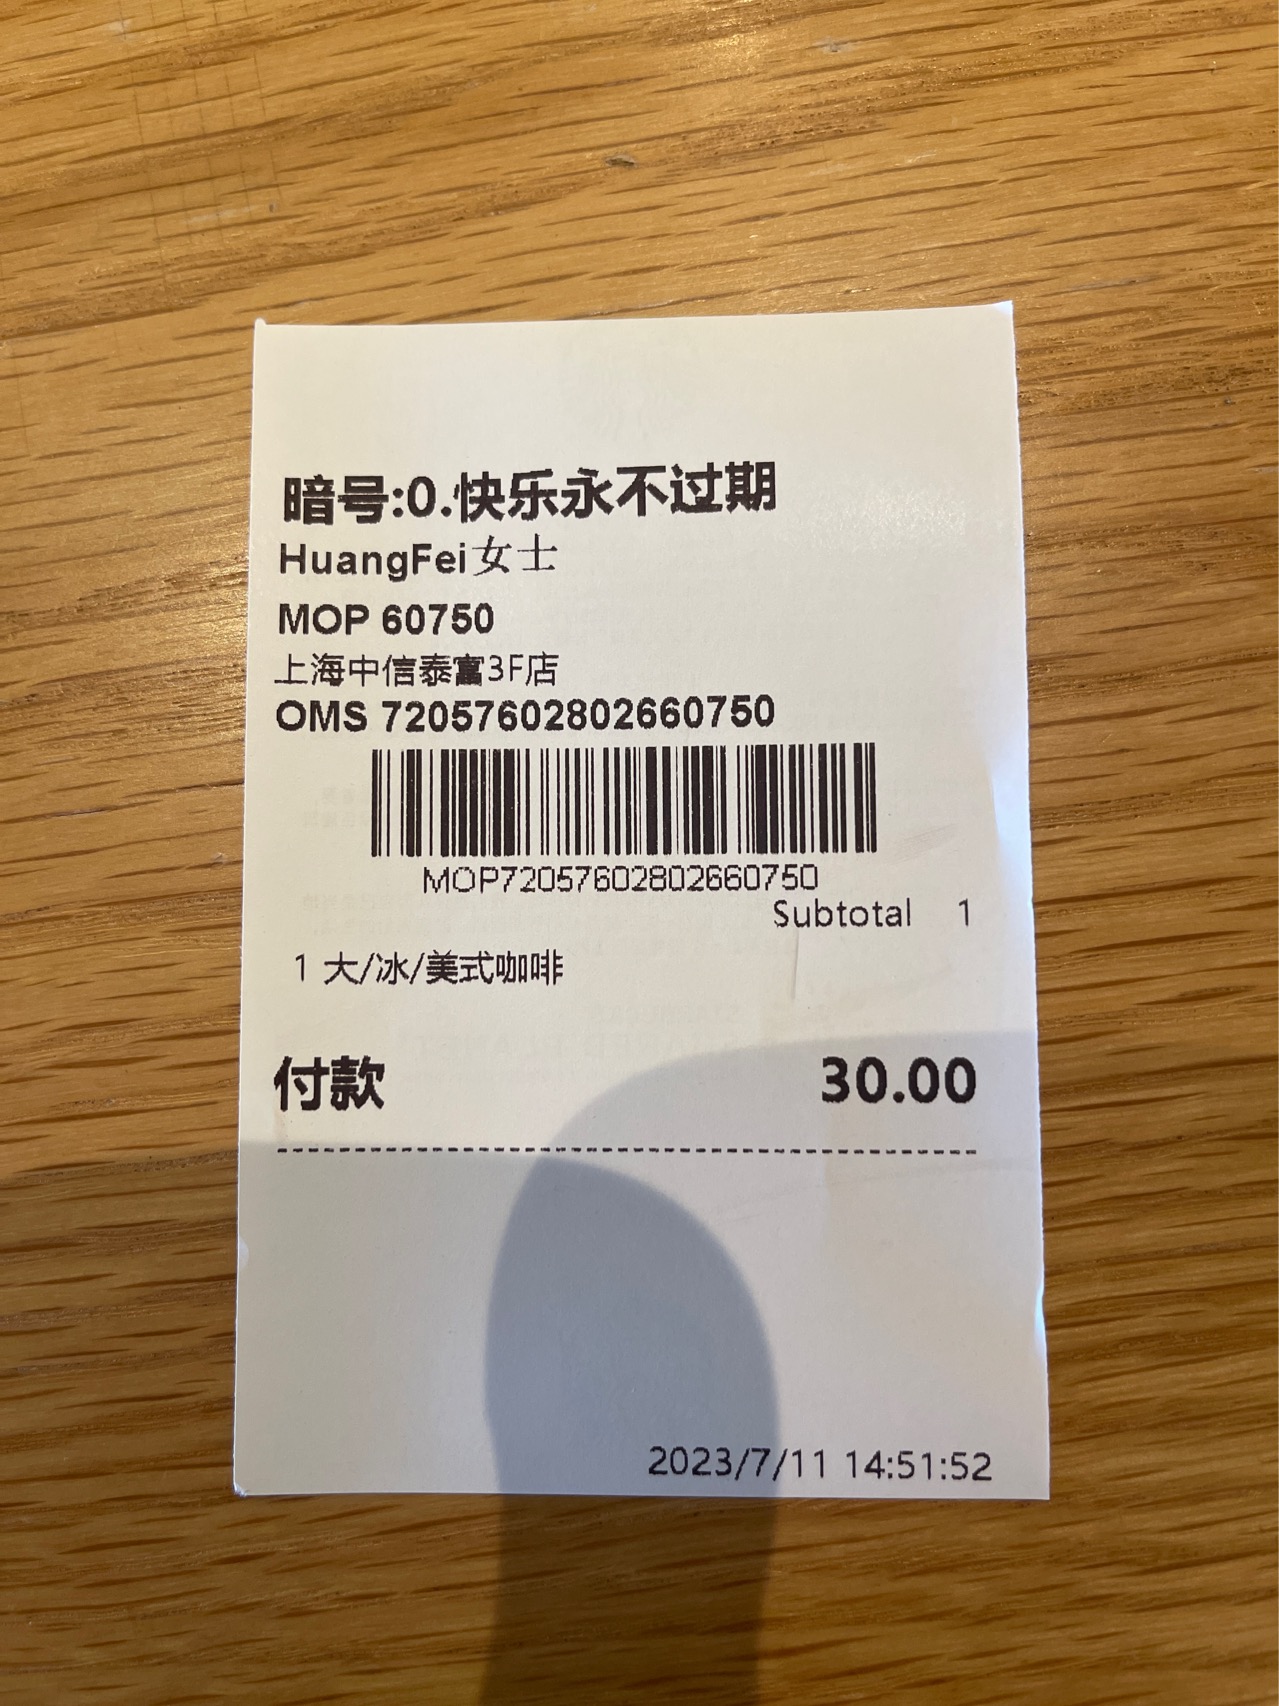 暗号:0.快乐永不过期
HuangFei女士
MOP 60750
上海中信泰富3F店
OMS 72057602802660750
MOP72057602802660750
Subtotal 1
1 大/冰/美式咖啡
付款 30.00
2023/7/11 14:51:52